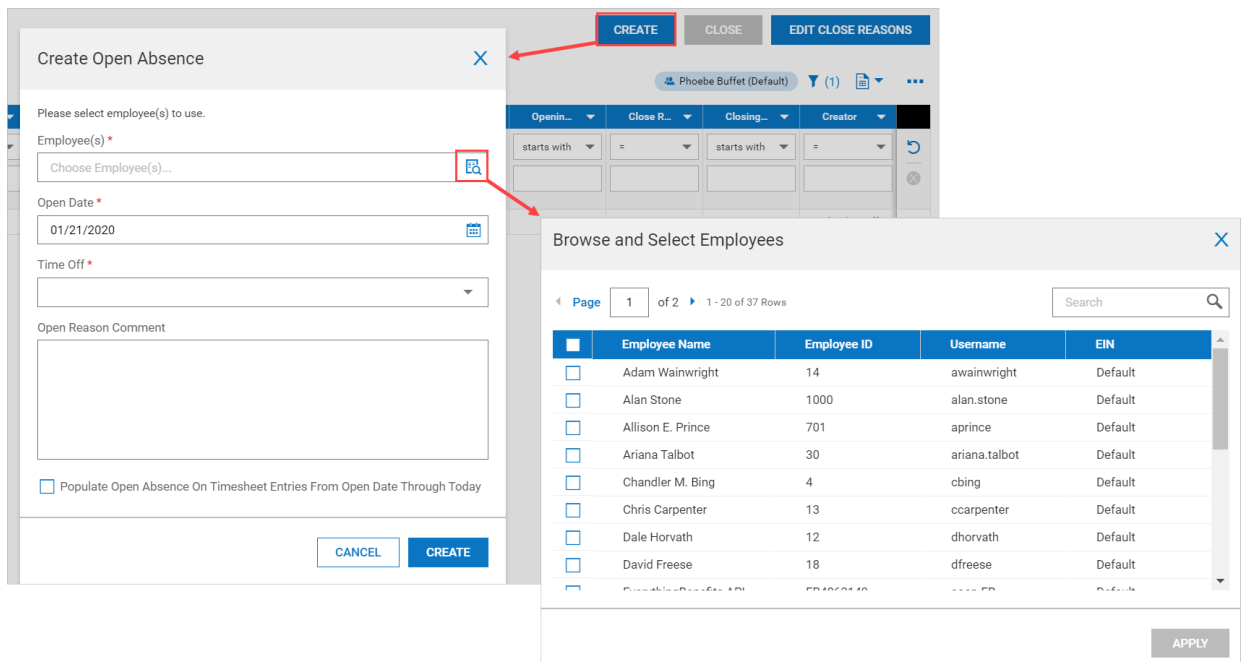 CREATE
CLOSE
EDIT CLOSE REASONS
Phoebe Buffet (Default)
(1)
Openin...
Close R...
Closing...
Creator
starts with
=
starts with
=
Create Open Absence
X
Please select employee(s) to use.
Employee(s) *
Choose Employee(s)...
Open Date *
01/21/2020
Time Off *
Open Reason Comment
Populate Open Absence On Timesheet Entries From Open Date Through Today
CANCEL
CREATE
Browse and Select Employees
X
Page 1 of 2 1 - 20 of 37 Rows
Search
Employee Name Employee ID Username EIN
Adam Wainwright 14 awainwright Default
Alan Stone 1000 alan.stone Default
Allison E. Prince 701 aprince Default
Ariana Talbot 30 ariana.talbot Default
Chandler M. Bing 4 cbing Default
Chris Carpenter 13 ccarpenter Default
Dale Horvath 12 dhorvath Default
David Freese 18 dfreese Default
APPLY